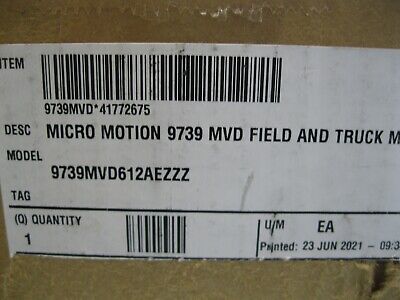 ITEM
9739MVD*41772675
DESC MICRO MOTION 9739 MVD FIELD AND TRUCK M
MODEL
9739MVD612AEZZZ
TAG
(Q) QUANTITY
1
U/M EA
Printed: 23 JUN 2021 – 09:3